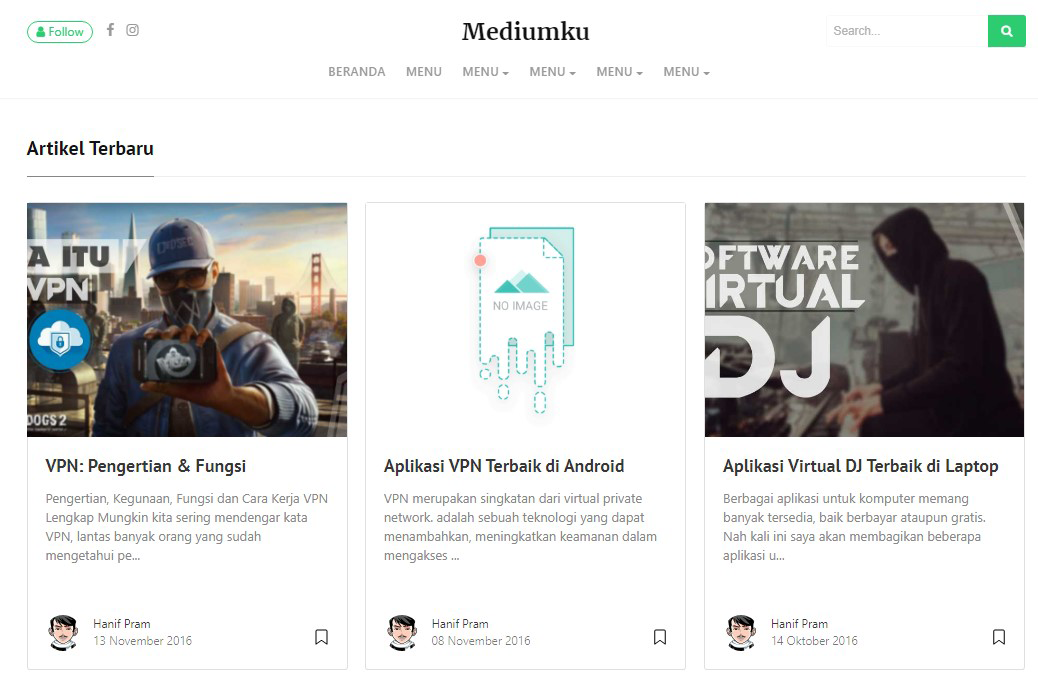 Follow
Mediumku
Search...
BERANDA MENU MENU MENU MENU MENU
Artikel Terbaru
A ITU
VPN
DOGS 2
NO IMAGE
OFTWARE
IRTUAL
DJ
VPN: Pengertian & Fungsi
Pengertian, Kegunaan, Fungsi dan Cara Kerja VPN
Lengkap Mungkin kita sering mendengar kata
VPN, lantas banyak orang yang sudah
mengetahui pe...
Hanif Pram
13 November 2016
Aplikasi VPN Terbaik di Android
VPN merupakan singkatan dari virtual private
network. adalah sebuah teknologi yang dapat
menambahkan, meningkatkan keamanan dalam
mengakses ...
Hanif Pram
08 November 2016
Aplikasi Virtual DJ Terbaik di Laptop
Berbagai aplikasi untuk komputer memang
banyak tersedia, baik berbayar ataupun gratis.
Nah kali ini saya akan membagikan beberapa
aplikasi u...
Hanif Pram
14 Oktober 2016